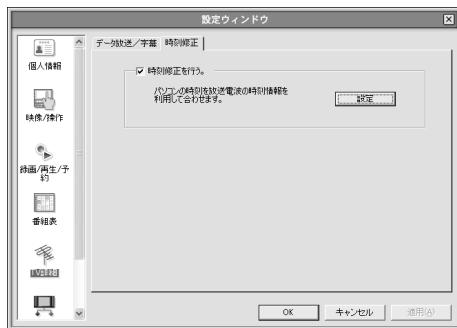 設定ウィンドウ
個人情報
映像/操作
録画/再生/予
約
番組表
データ放送／字幕 時刻修正
時刻修正を行う。
パソコンの時刻を放送電波の時刻情報を
利用して合わせます。
設定
OK キャンセル 適用(A)